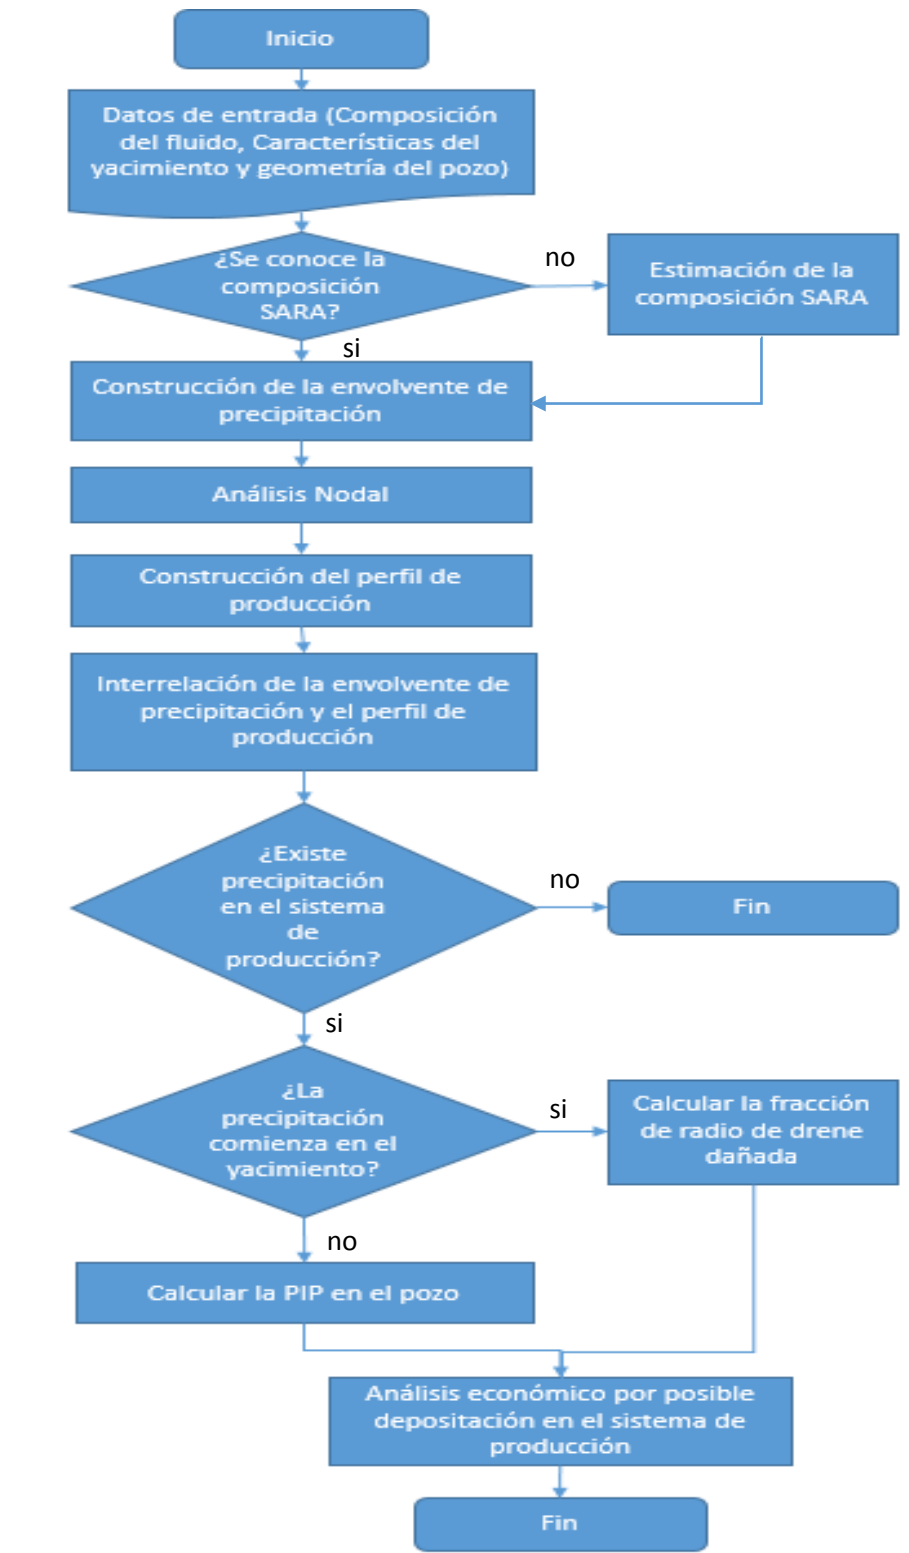 Inicio
Datos de entrada (Composición
del fluido, Características del
yacimiento y geometría del pozo)
¿Se conoce la
composición
SARA?
no
Estimación de la
composición SARA
si
Construcción de la envolvente de
precipitación
Análisis Nodal
Construcción del perfil de
producción
Interrelación de la envolvente de
precipitación y el perfil de
producción
¿Existe
precipitación
en el sistema
de
producción?
no
Fin
si
¿La
precipitación
comienza en el
yacimiento?
si
Calcular la fracción
de radio de drene
dañada
no
Calcular la PIP en el pozo
Análisis económico por posible
depositación en el sistema de
producción
Fin